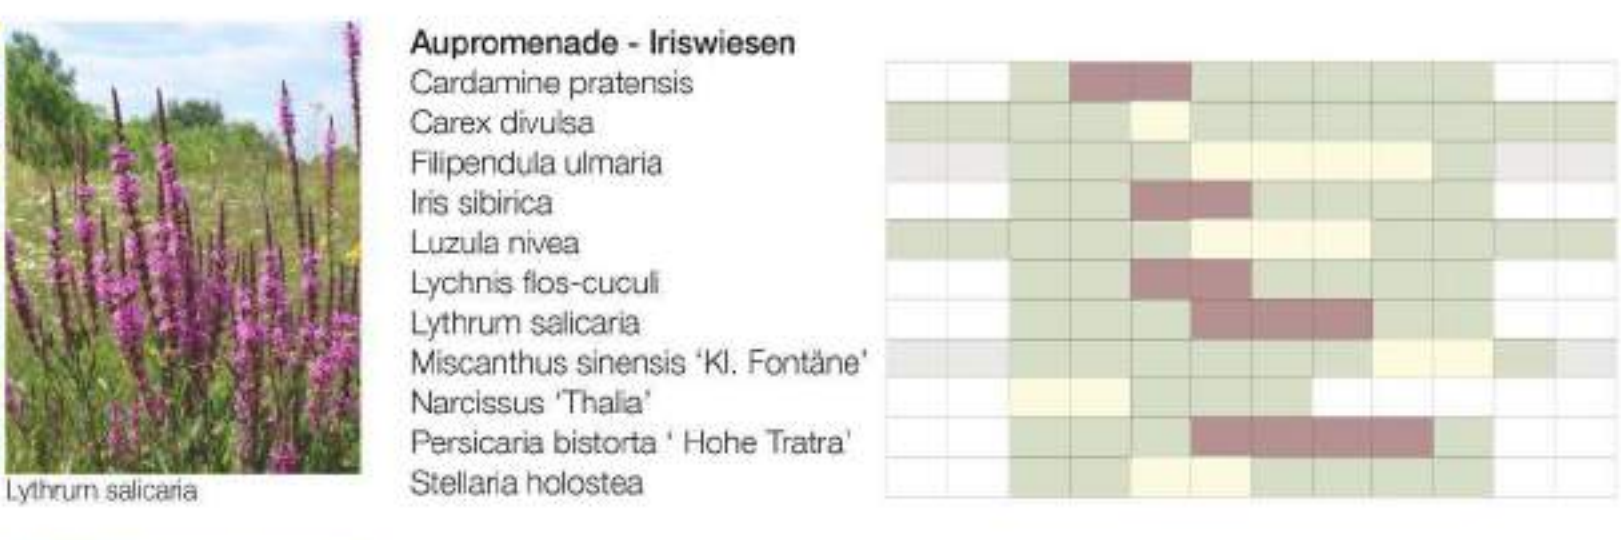 Aupromenade - Iriswiesen
Cardamine pratensis
Carex divulsa
Filipendula ulmaria
Iris sibirica
Luzula nivea
Lychnis flos-cuculi
Lythrum salicaria
Miscanthus sinensis ‘Kl. Fontäne’
Narcissus ‘Thalia’
Persicaria bistorta ‘ Hohe Tratra’
Stellaria holostea
Lythrum salicaria